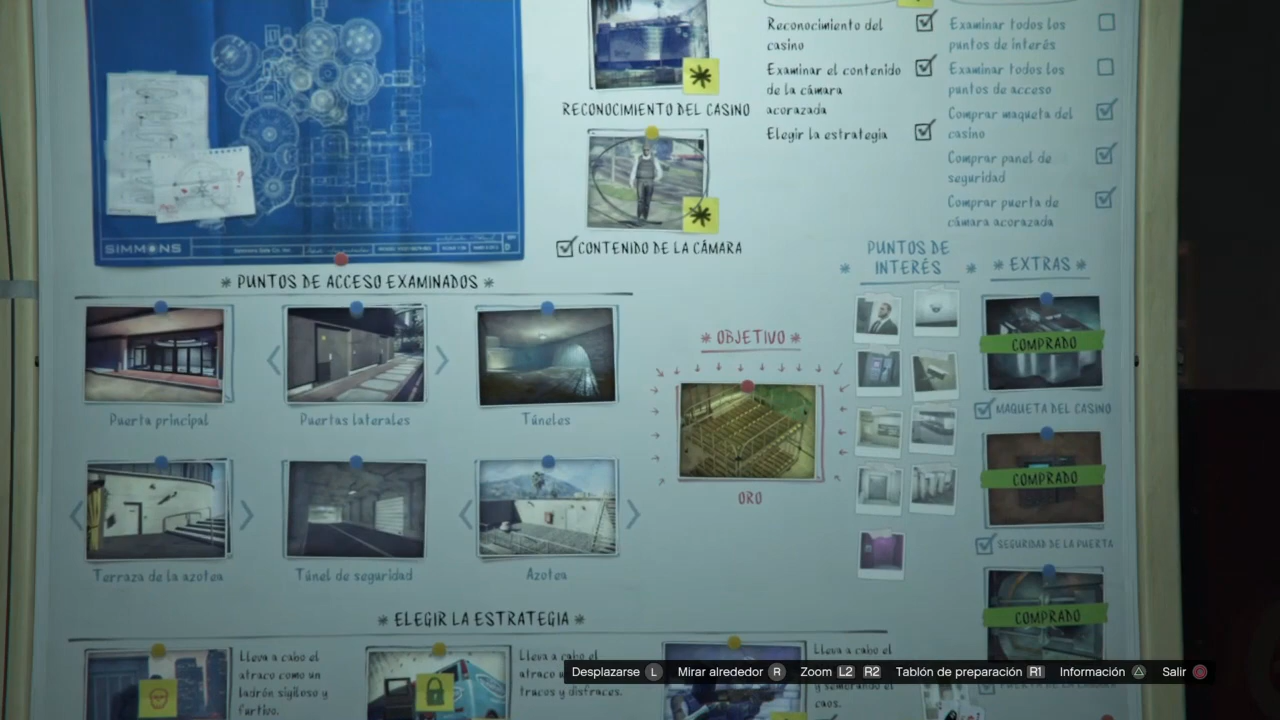 SIMMONS
RECONOCIMIENTO DEL CASINO
CONTENIDO DE LA CÁMARA
Reconocimiento del
casino
Examinar el contenido
de la cámara
acorazada
Elegir la estrategia
Examinar todos los
puntos de interés
Examinar todos los
puntos de acceso
Comprar maqueta del
casino
Comprar panel de
seguridad
Comprar puerta de
cámara acorazada
* PUNTOS DE ACCESO EXAMINADOS *
Puerta principal
Puertas laterales
Túneles
Terraza de la azotea
Túnel de seguridad
Azotea
* OBJETIVO *
ORO
* PUNTOS DE
INTERÉS *
* EXTRAS *
COMPRADO
MAQUETA DEL CASINO
COMPRADO
SEGURIDAD DE LA PUERTA
COMPRADO
* ELEGIR LA ESTRATEGIA *
Lleva a cabo el
atraco como un
ladrón sigiloso y
furtivo.
Lleva a cabo el
trucos y disfraces.
Lleva a cabo el
caos.
Desplazarse L Mirar alrededor R Zoom L2 R2 Tablón de preparación R1 Información Salir